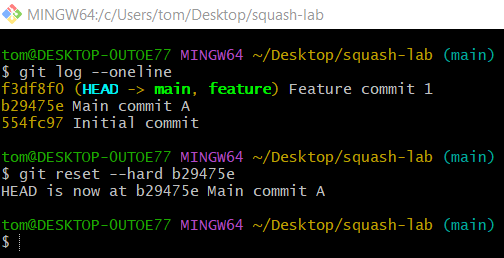 MINGW64:/c/Users/tom/Desktop/squash-lab
tom@DESKTOP-OUTOE77 MINGW64 ~/Desktop/squash-lab (main)
$ git log --oneline
f3df8f0 (HEAD -> main, feature) Feature commit 1
b29475e Main commit A
554fc97 Initial commit
tom@DESKTOP-OUTOE77 MINGW64 ~/Desktop/squash-lab (main)
$ git reset --hard b29475e
HEAD is now at b29475e Main commit A
tom@DESKTOP-OUTOE77 MINGW64 ~/Desktop/squash-lab (main)
$